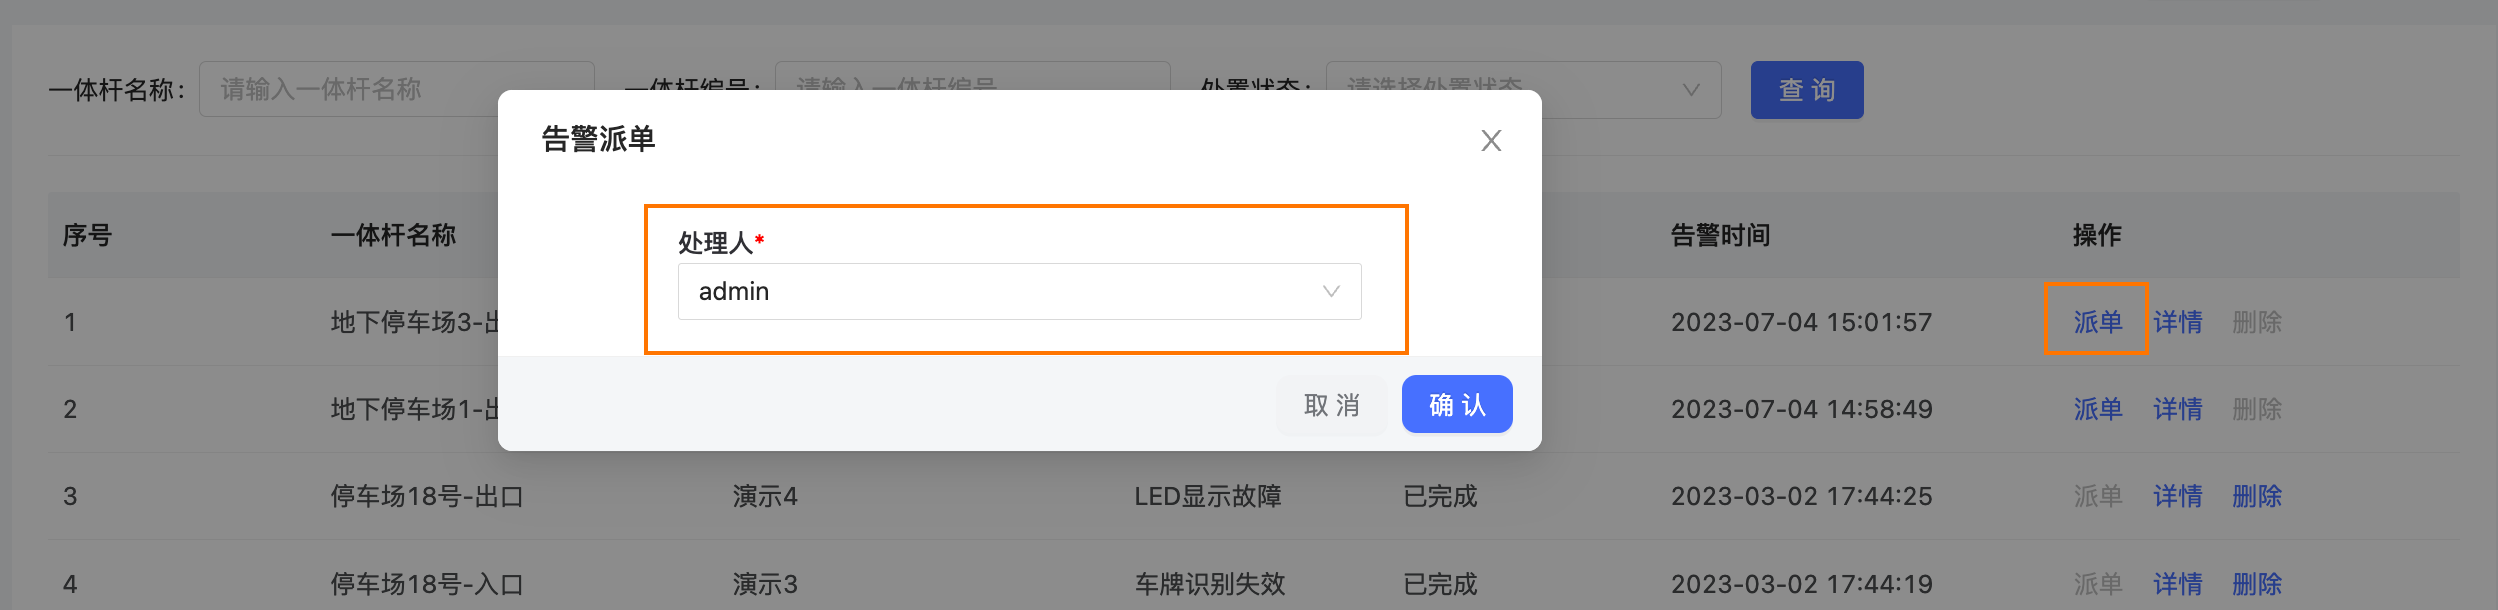 一体杆名称: 请输入一体杆名称 一体杆编号: 请输入一体杆编号 处置状态: 请选择处置状态 查 询
告警派单
序号 一体杆名称 告警时间 操作
处理人*
admin
1 地下停车场3-出 2023-07-04 15:01:57 派单 详情 删除
取 消 确 认
2 地下停车场1-出 2023-07-04 14:58:49 派单 详情 删除
3 停车场18号-出口 演示4 LED显示故障 已完成 2023-03-02 17:44:25 派单 详情 删除
4 停车场18号-入口 演示3 车牌识别失效 已完成 2023-03-02 17:44:19 派单 详情 删除